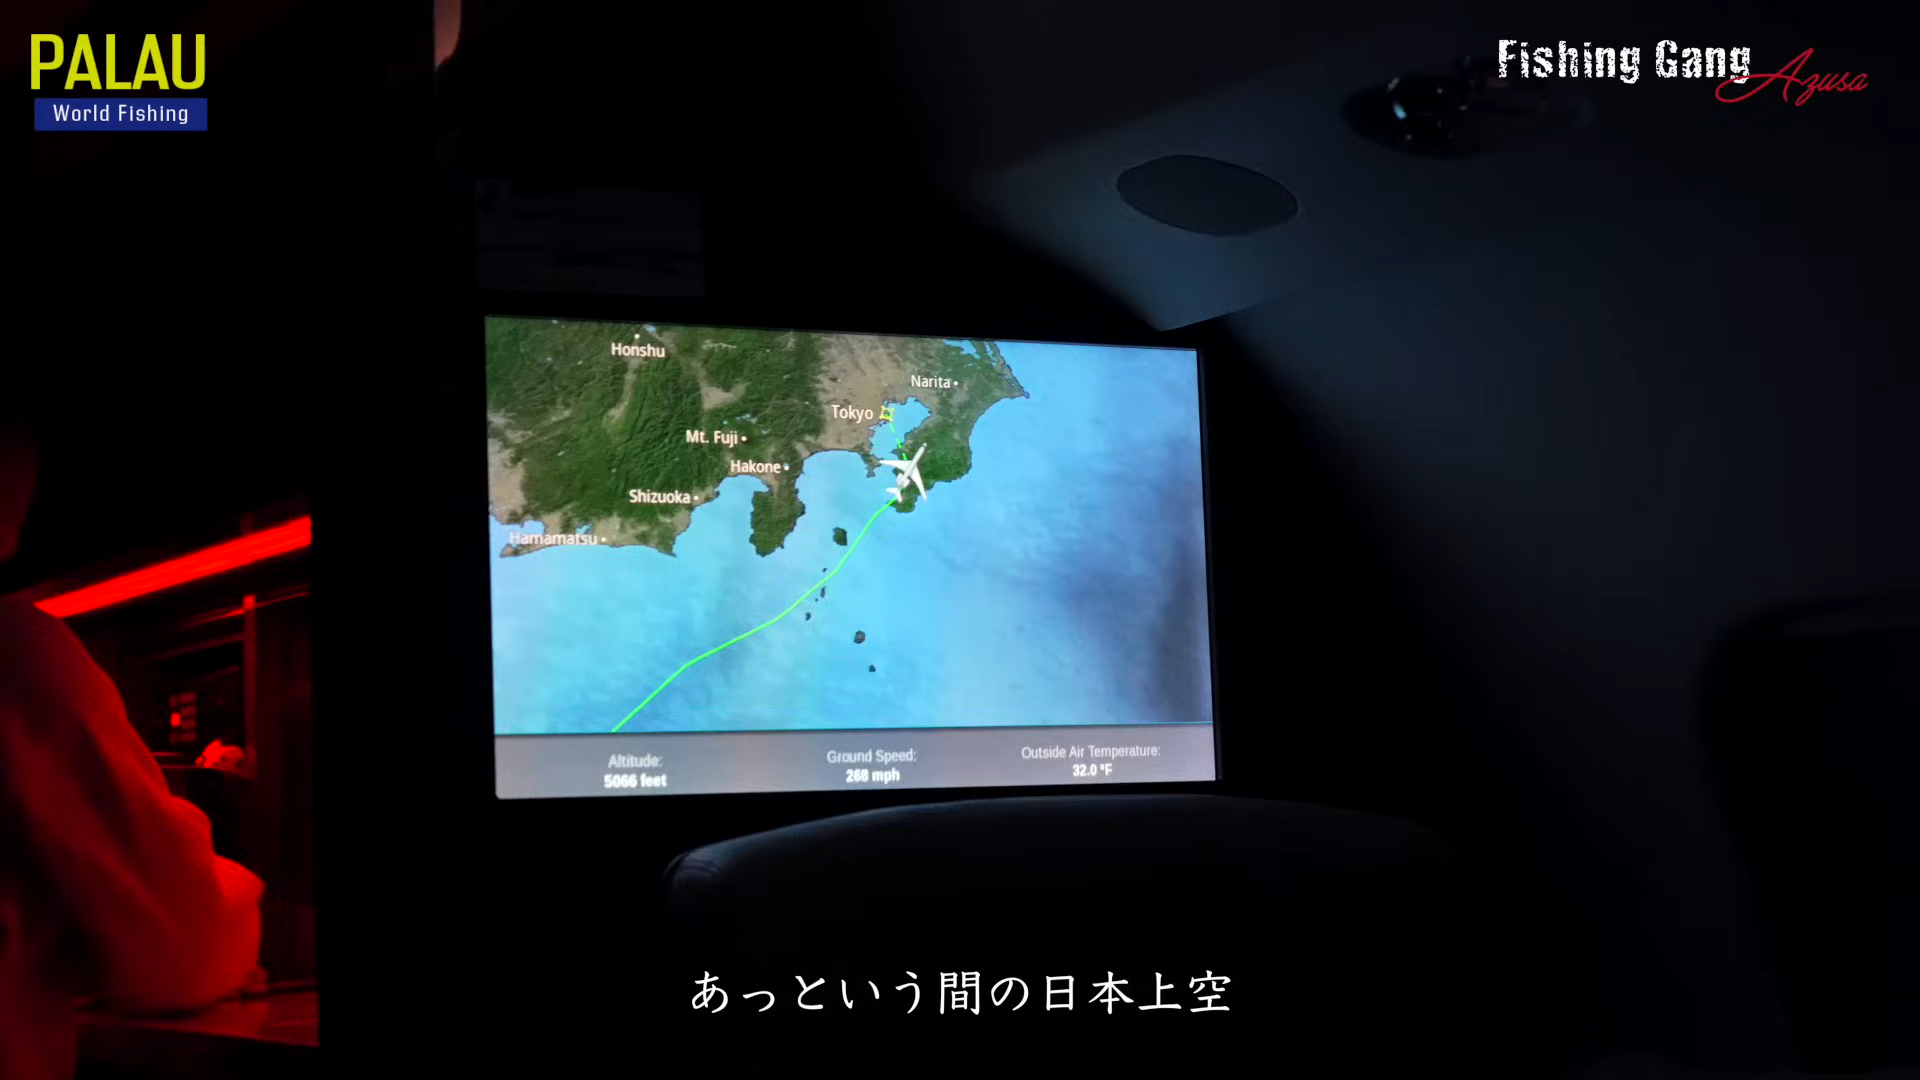 PALAU
World Fishing
Fishing Gang
Azusa
Honshu
Narita
Tokyo
Mt. Fuji
Hakone
Shizuoka
Hamamatsu
Altitude:
5066 feet
Ground Speed:
268 mph
Outside Air Temperature:
32.0 °F
あっという間の日本上空